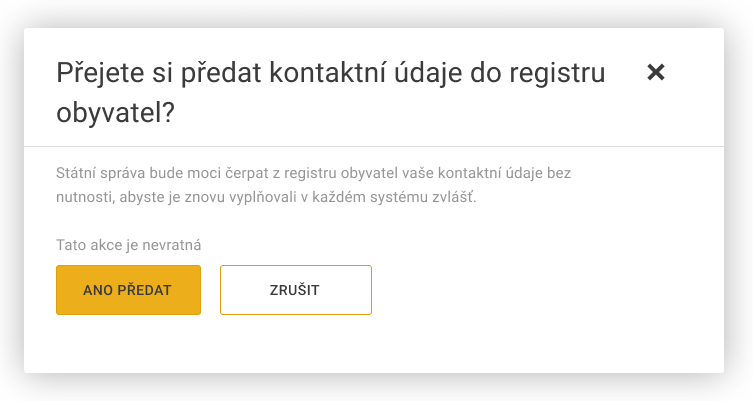 Přejete si předat kontaktní údaje do registru
obyvatel?
Státní správa bude moci čerpat z registru obyvatel vaše kontaktní údaje bez
nutnosti, abyste je znovu vyplňovali v každém systému zvlášť.
Tato akce je nevratná
ANO PŘEDAT
ZRUŠIT